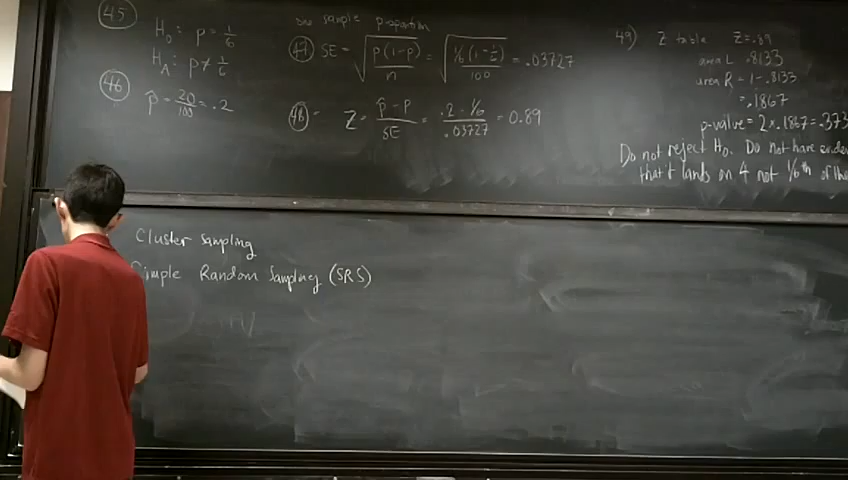 45
H₀: p = 1/6
H_A: p ≠ 1/6
46
p̂ = 20/100 = .2
one sample proportion
47 SE = √(p(1-p)/n) = √(1/6(1-1/6)/100) = .03727
48 Z = (p̂ - p)/SE = (.2 - 1/6)/.03727 = 0.89
49) Z table Z = .89
area L .8133
area R = 1 - .8133
= .1867
p-value = 2 × .1867 = .373
Do not reject H₀. Do not have
that it lands on 4 not 1/6th of the
Cluster Sampling
Simple Random Sampling (SRS)